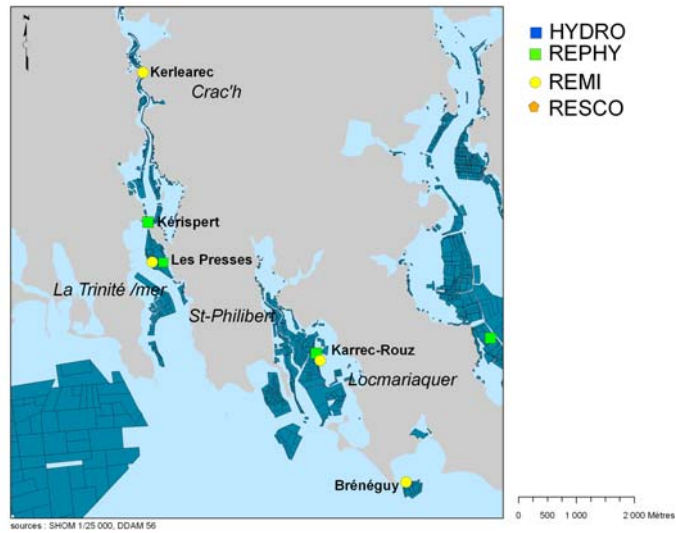 N
Kerlearec
Crac'h
Kérispert
Les Presses
La Trinité /mer
St-Philibert
Karrec-Rouz
Locmariaquer
Brénéguy
sources : SHOM 1/25 000, DDAM 56
HYDRO
REPHY
REMI
RESCO
0 500 1 000 2 000 Mètres